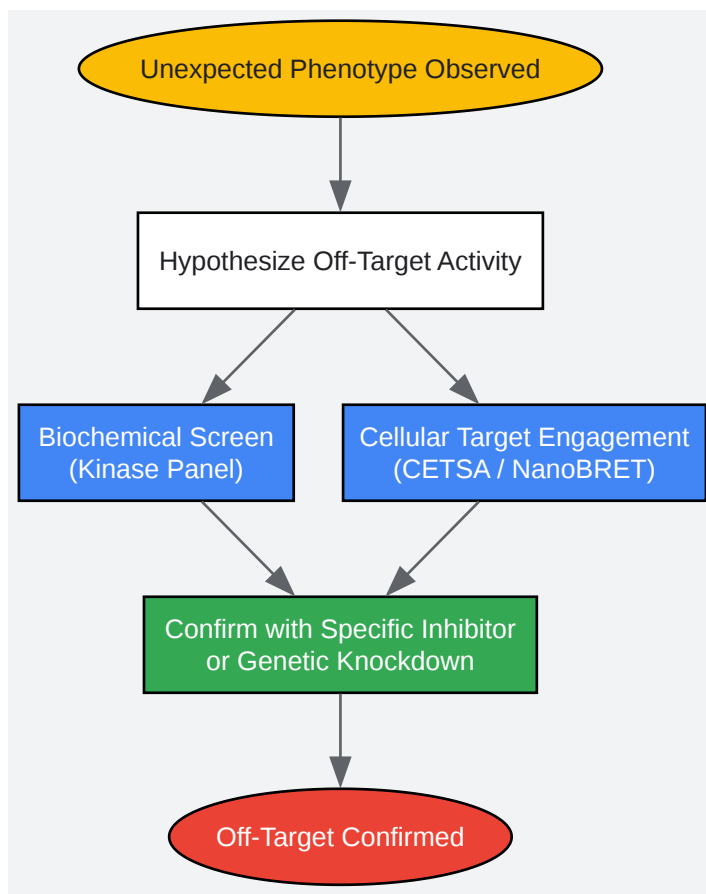 Unexpected Phenotype Observed
Hypothesize Off-Target Activity
Biochemical Screen
(Kinase Panel)
Cellular Target Engagement
(CETSA / NanoBRET)
Confirm with Specific Inhibitor
or Genetic Knockdown
Off-Target Confirmed